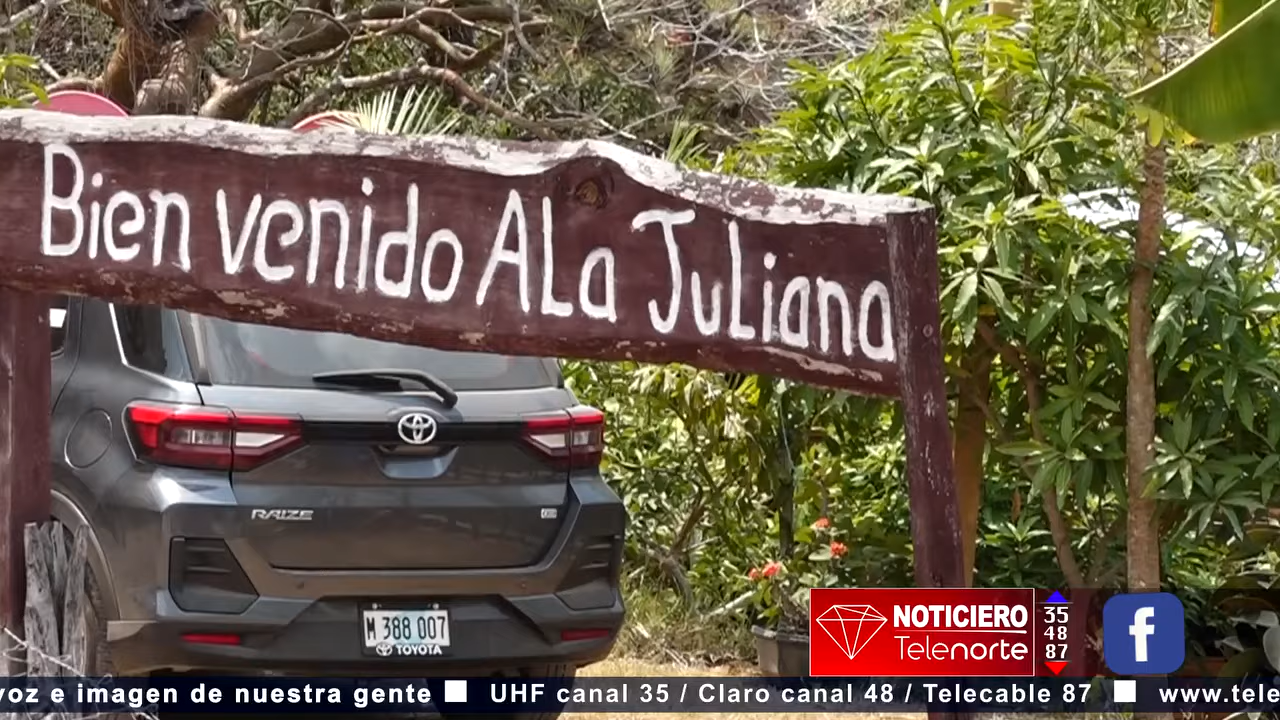 Bien venido A La Juliana
RAIZE
M 388 007
TOYOTA
NOTICIERO
Telenorte
35
48
87
f
voz e imagen de nuestra gente ■ UHF canal 35 / Claro canal 48 / Telecable 87 ■ www.tele